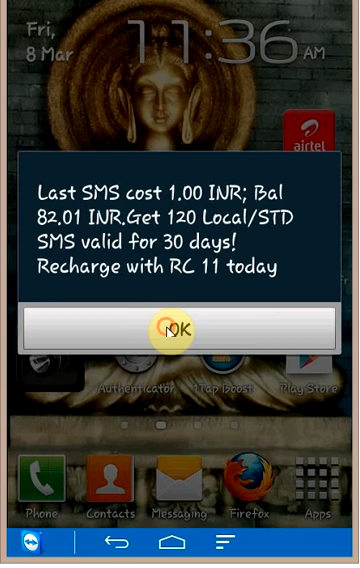 Fri,
8 Mar
11:36 AM
airtel
Last SMS cost 1.00 INR; Bal
82.01 INR.Get 120 Local/STD
SMS valid for 30 days!
Recharge with RC 11 today
OK
Authenticator 1Tap Boost Play Store
Phone Contacts Messaging Firefox Apps